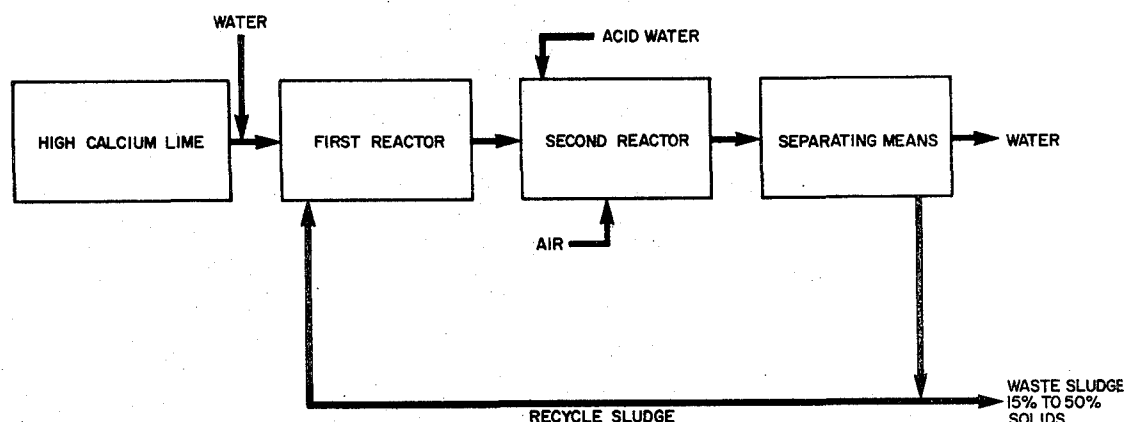 WATER
ACID WATER
HIGH CALCIUM LIME
FIRST REACTOR
SECOND REACTOR
SEPARATING MEANS
WATER
AIR
RECYCLE SLUDGE
WASTE SLUDGE
15% TO 50%
SOLIDS